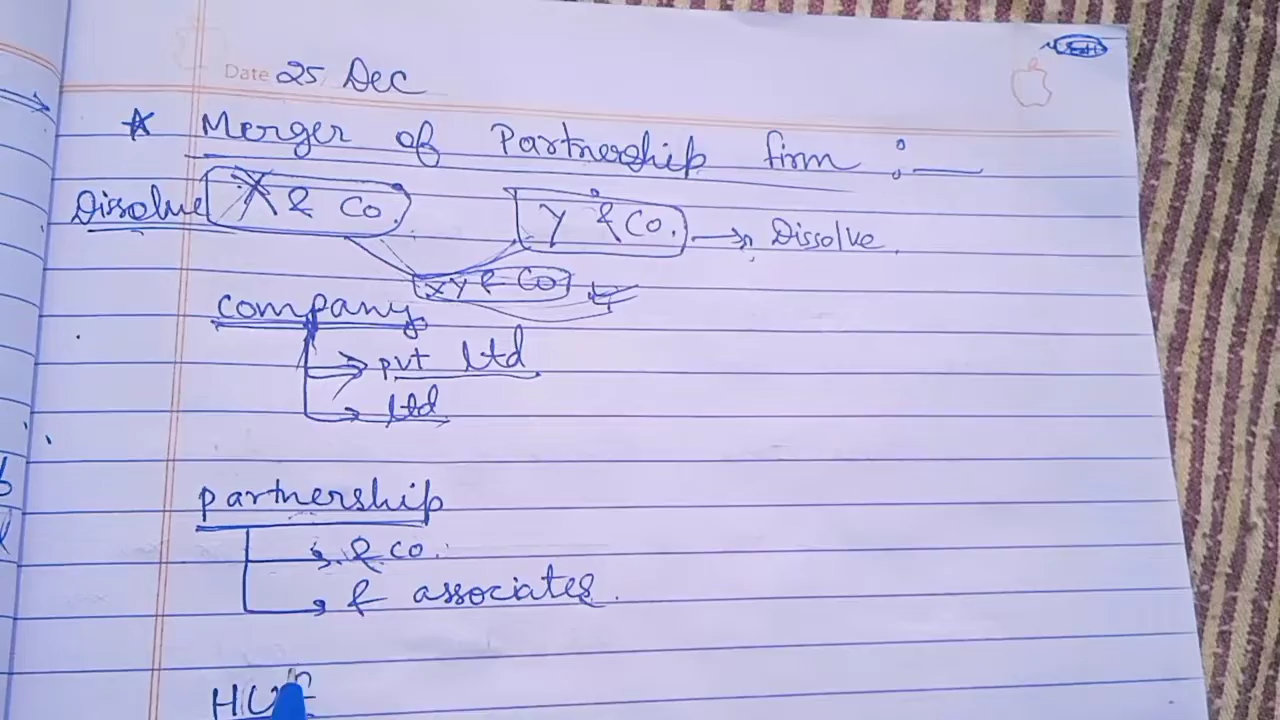 Date 25 Dec
☆ Merger of Partnership firm :—
Dissolve X & Co. Y & Co. → Dissolve
XY & Co
company
→ pvt ltd
→ ltd
partnership
→ & co.
→ & associates.
HUF